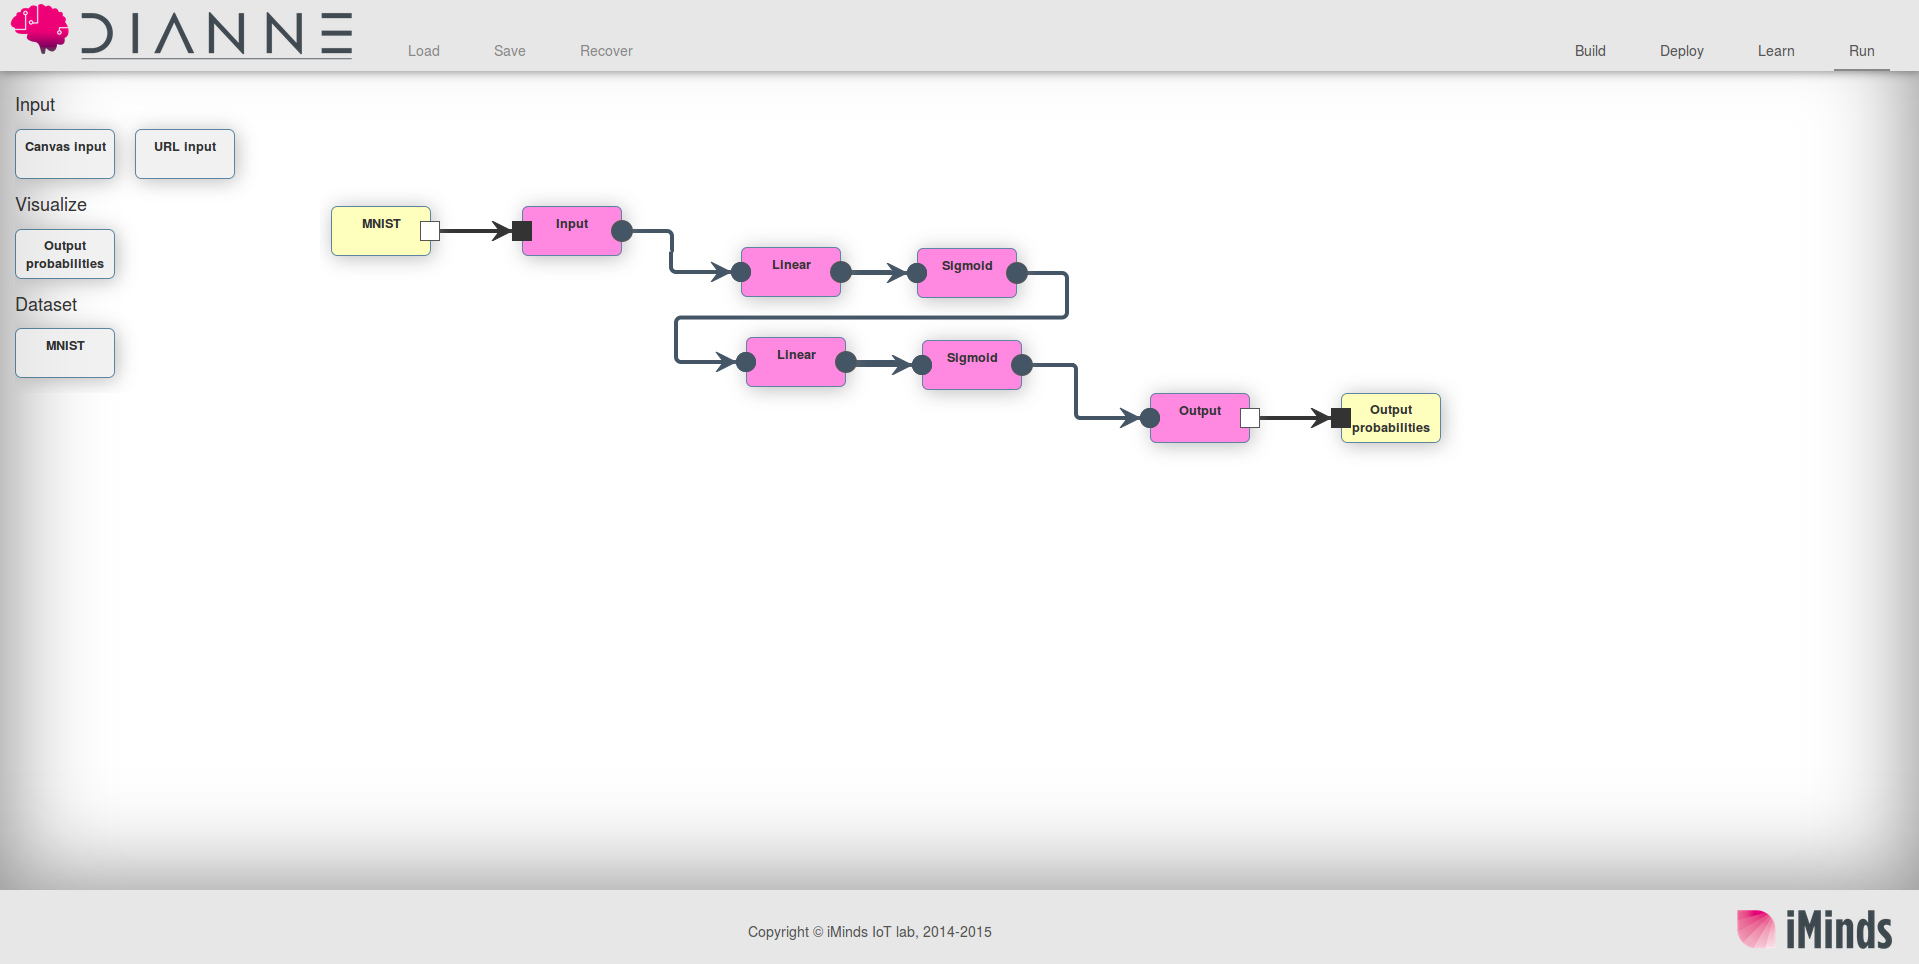 DIANNE
Load Save Recover Build Deploy Learn Run
Input
Canvas input URL input
Visualize
Output
probabilities
Dataset
MNIST
MNIST Input
Linear Sigmoid
Linear Sigmoid
Output
Output
probabilities
Copyright © iMinds IoT lab, 2014-2015
iMinds